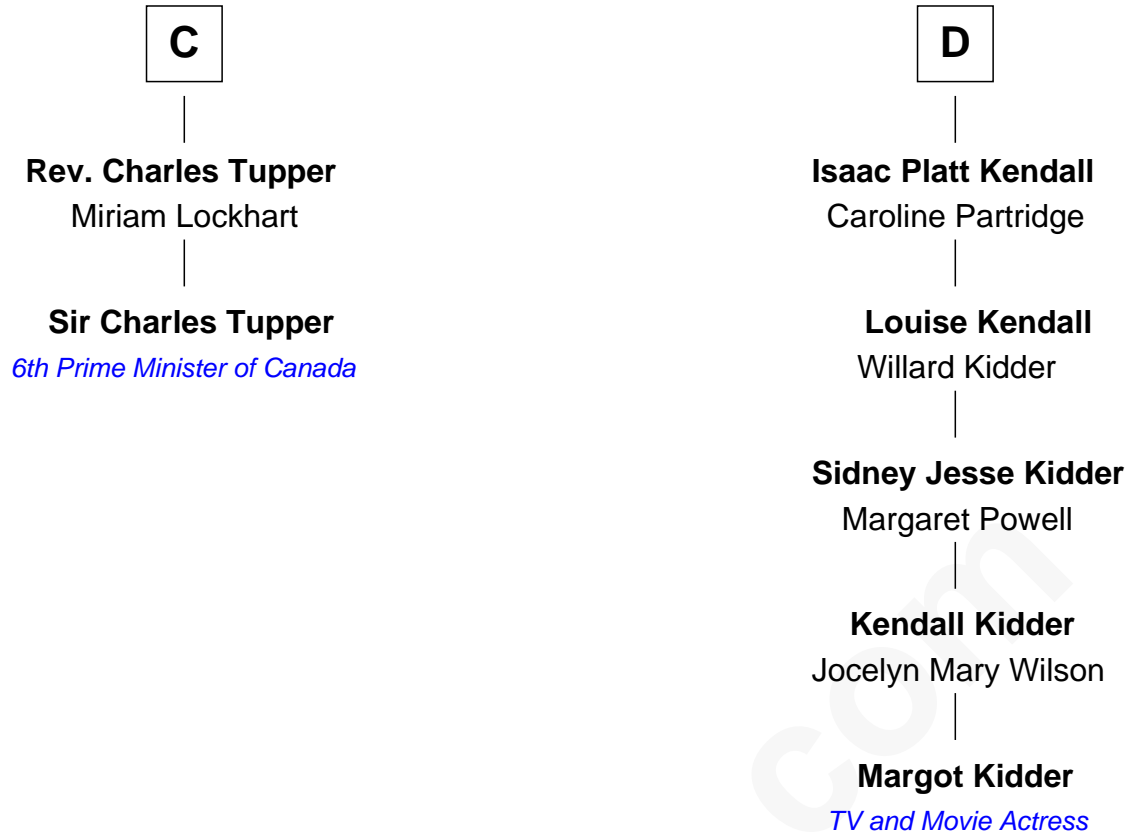 C
Rev. Charles Tupper
Miriam Lockhart
Sir Charles Tupper
6th Prime Minister of Canada
D
Isaac Platt Kendall
Caroline Partridge
Louise Kendall
Willard Kidder
Sidney Jesse Kidder
Margaret Powell
Kendall Kidder
Jocelyn Mary Wilson
Margot Kidder
TV and Movie Actress
com